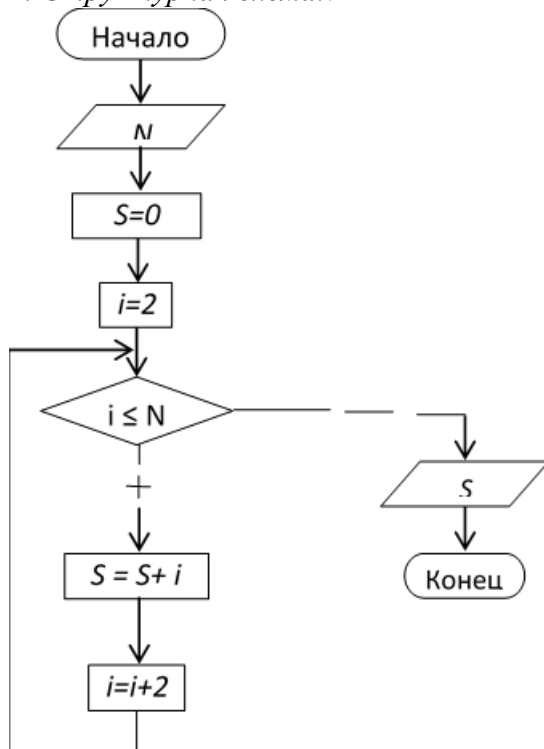 Начало
N
S=0
i=2
i ≤ N
+
S = S+ i
i=i+2
S
Конец